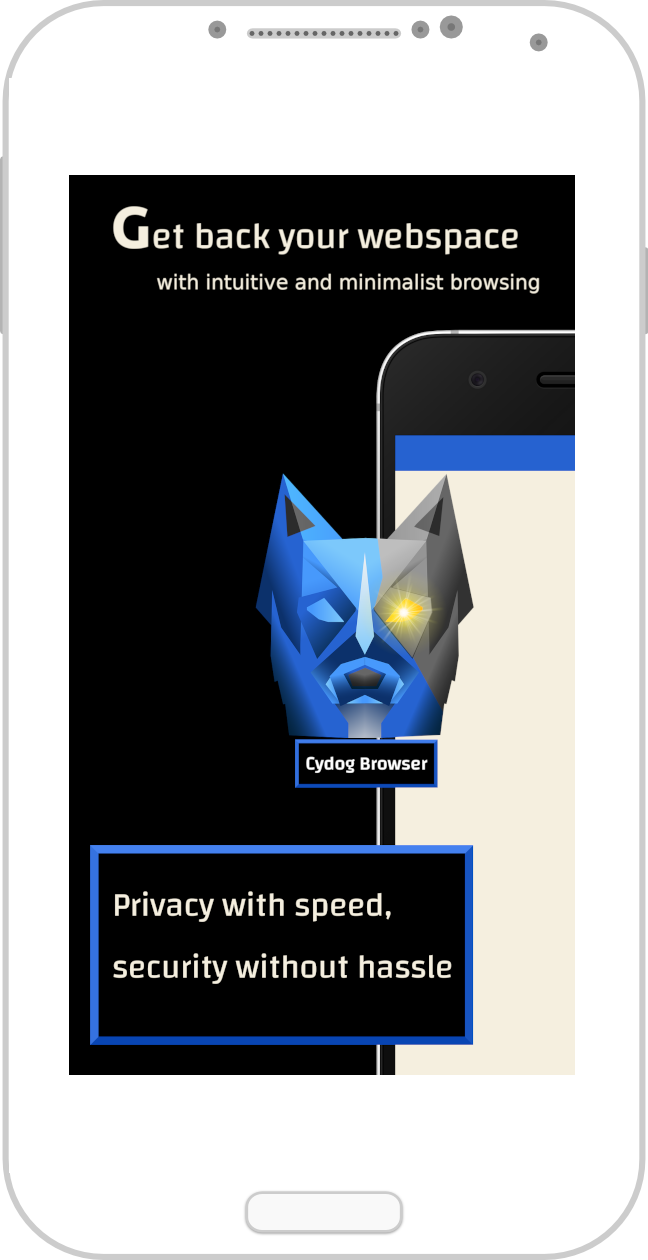 Get back your webspace
with intuitive and minimalist browsing
Cydog Browser
Privacy with speed,
security without hassle